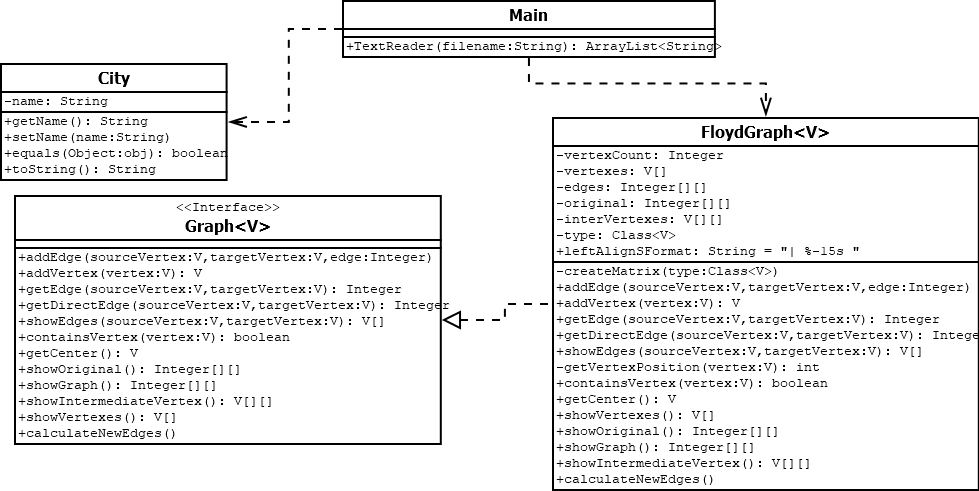 Main
+TextReader(filename:String): ArrayList<String>
City
-name: String
+getName(): String
+setName(name:String)
+equals(Object:obj): boolean
+toString(): String
<<Interface>>
Graph<V>
+addEdge(sourceVertex:V,targetVertex:V,edge:Integer)
+addVertex(vertex:V): V
+getEdge(sourceVertex:V,targetVertex:V): Integer
+getDirectEdge(sourceVertex:V,targetVertex:V): Integer
+showEdges(sourceVertex:V,targetVertex:V): V[]
+containsVertex(vertex:V): boolean
+getCenter(): V
+showOriginal(): Integer[][]
+showGraph(): Integer[][]
+showIntermediateVertex(): V[][]
+showVertexes(): V[]
+calculateNewEdges()
FloydGraph<V>
-vertexCount: Integer
-vertexes: V[]
-edges: Integer[][]
-original: Integer[][]
-interVertexes: V[][]
-type: Class<V>
+leftAlignSFormat: String = "| %-15s "
-createMatrix(type:Class<V>)
+addEdge(sourceVertex:V,targetVertex:V,edge:Integer)
+addVertex(vertex:V): V
+getEdge(sourceVertex:V,targetVertex:V): Integer
+getDirectEdge(sourceVertex:V,targetVertex:V): Intege
+showEdges(sourceVertex:V,targetVertex:V): V[]
-getVertexPosition(vertex:V): int
+containsVertex(vertex:V): boolean
+getCenter(): V
+showVertexes(): V[]
+showOriginal(): Integer[][]
+showGraph(): Integer[][]
+showIntermediateVertex(): V[][]
+calculateNewEdges()